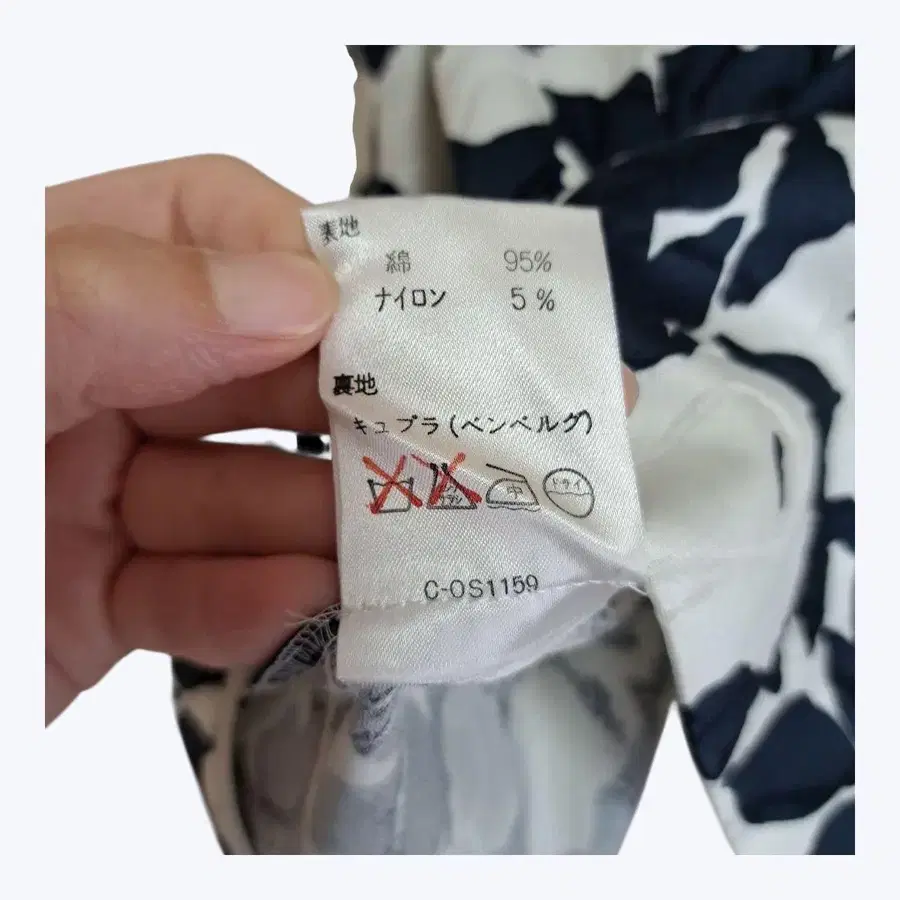 表地
綿 95%
ナイロン 5%
裏地
キュプラ(ベンベルグ)
中 ドライ
C-OS1159